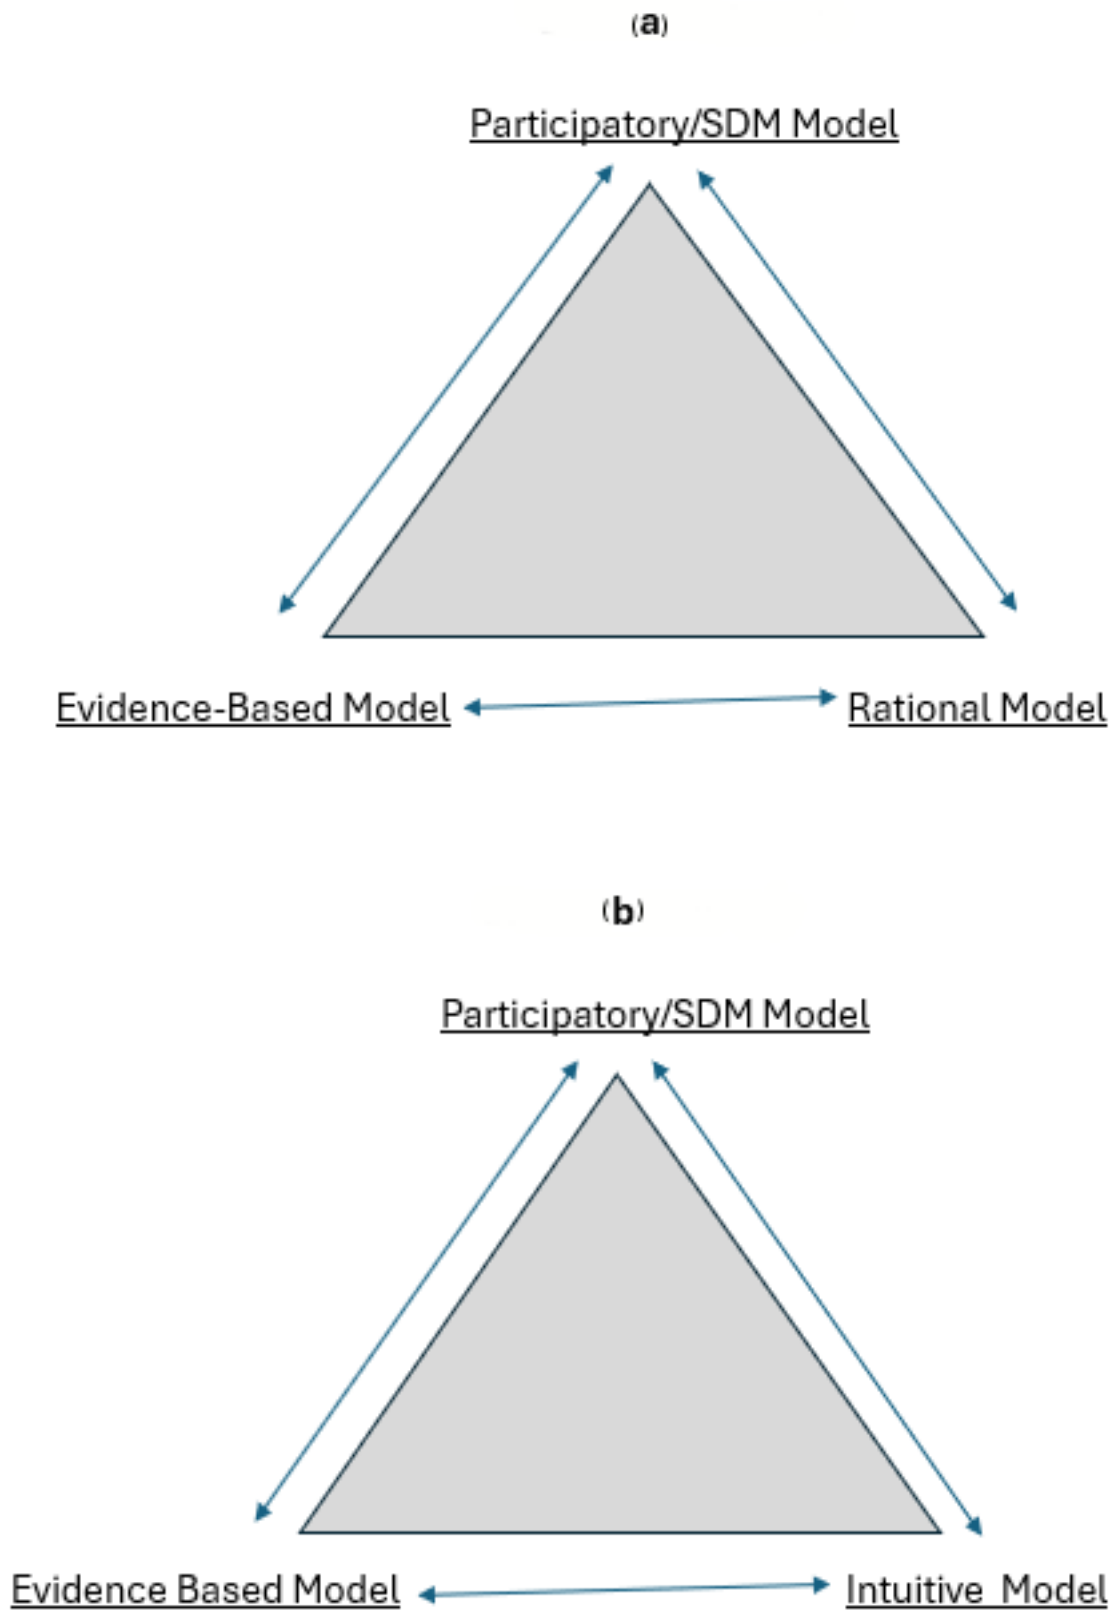 (a)
Participatory/SDM Model
Evidence-Based Model Rational Model
(b)
Participatory/SDM Model
Evidence Based Model Intuitive Model